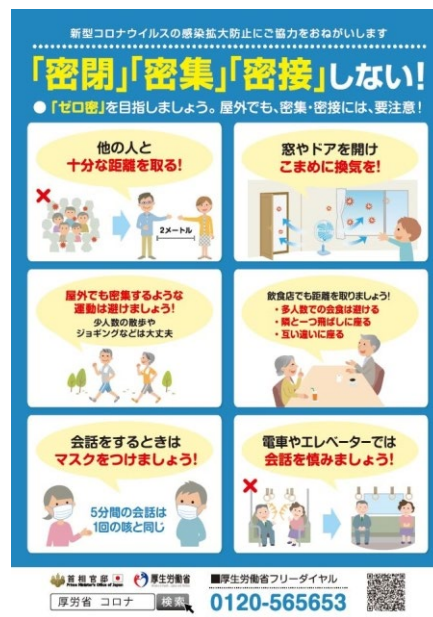 新型コロナウイルスの感染拡大防止にご協力をおねがいします
「密閉」「密集」「密接」しない!
●「ゼロ密」を目指しましょう。屋外でも、密集・密接には、要注意!
他の人と
十分な距離を取る!
2メートル
窓やドアを開け
こまめに換気を!
屋外でも密集するような
運動は避けましょう!
少人数の散歩や
ジョギングなどは大丈夫
飲食店でも距離を取りましょう!
・多人数での会食は避ける
・隣と一つ飛ばしに座る
・互い違いに座る
会話をするときは
マスクをつけましょう!
5分間の会話は
1回の咳と同じ
電車やエレベーターでは
会話を慎みましょう!
首相官邸
Prime Minister's Office of Japan
厚生労働省
■厚生労働省フリーダイヤル
厚労省 コロナ 検索
0120-565653